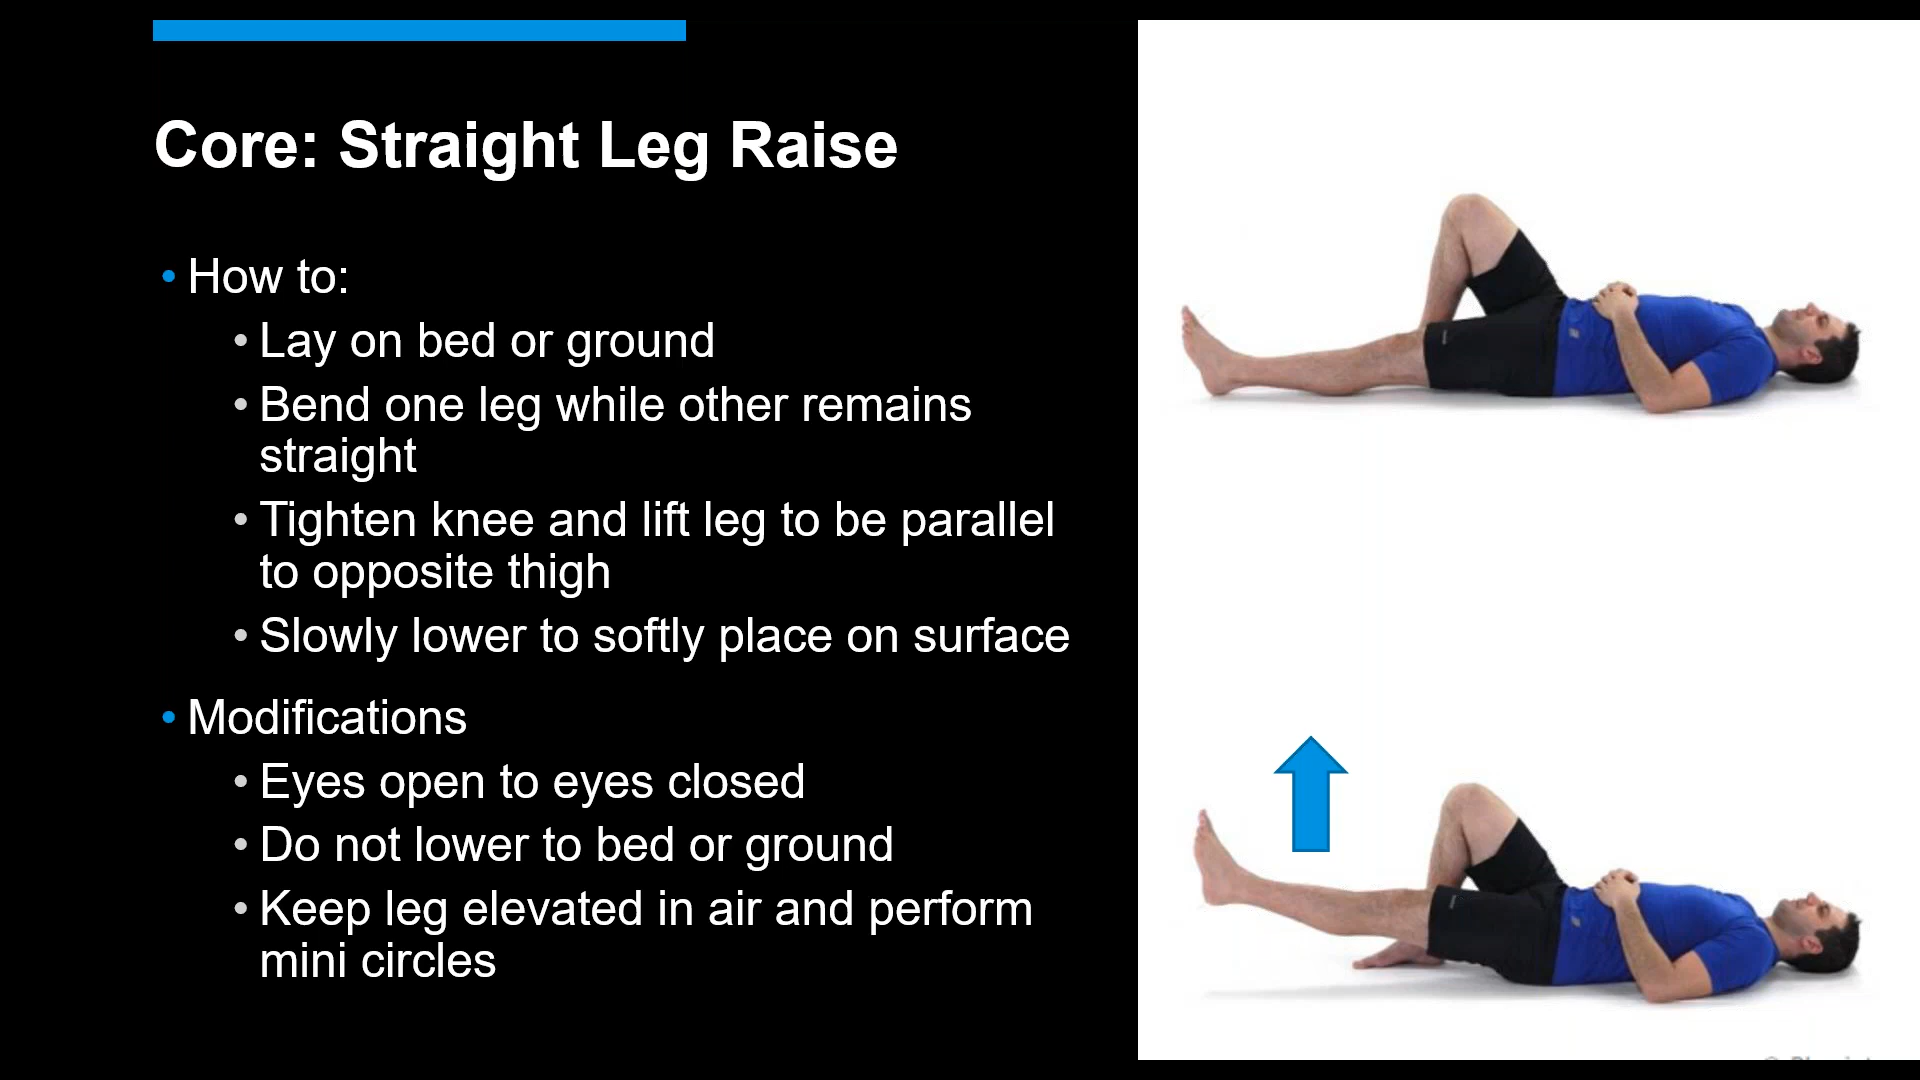 Core: Straight Leg Raise
• How to:
• Lay on bed or ground
• Bend one leg while other remains
straight
• Tighten knee and lift leg to be parallel
to opposite thigh
• Slowly lower to softly place on surface
• Modifications
• Eyes open to eyes closed
• Do not lower to bed or ground
• Keep leg elevated in air and perform
mini circles